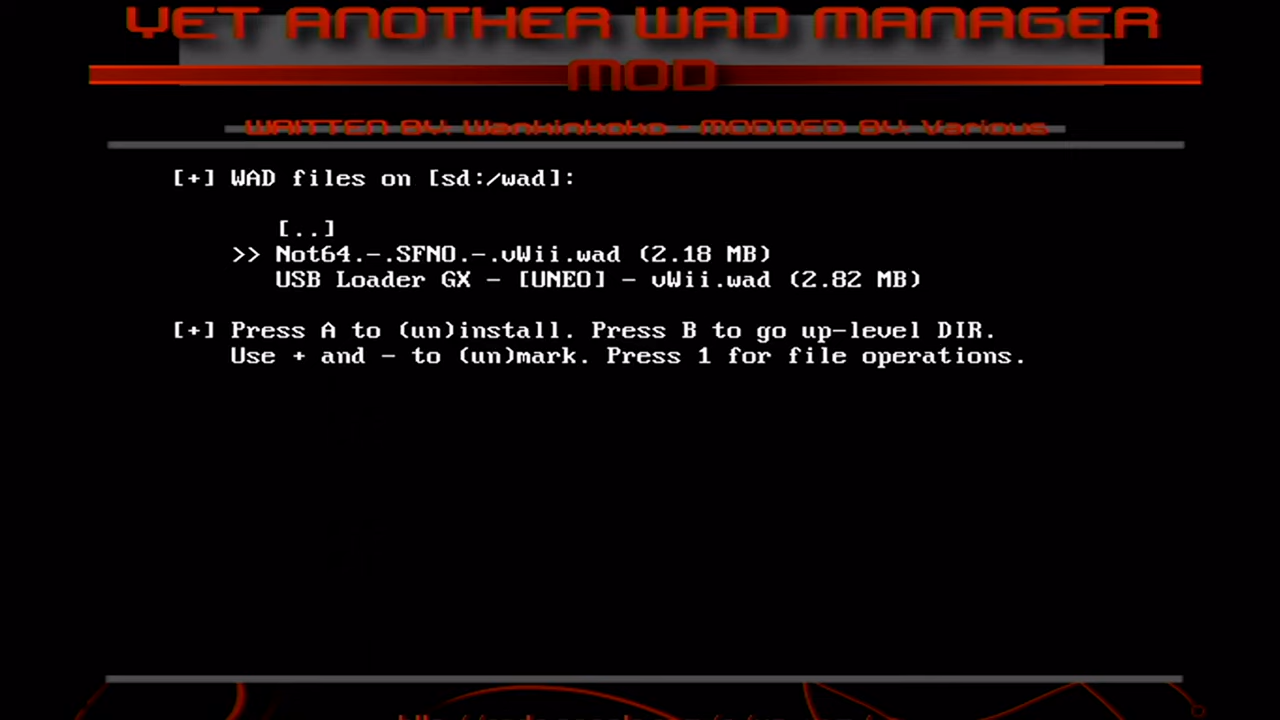 YET ANOTHER WAD MANAGER
MOD
WRITTEN BY: Wankinkoko - MODDED BY: Various
[+] WAD files on [sd:/wad]:
[..]
>> Not64.-.SFNO.-.vWii.wad (2.18 MB)
USB Loader GX - [UNEO] - vWii.wad (2.82 MB)
[+] Press A to (un)install. Press B to go up-level DIR.
Use + and - to (un)mark. Press 1 for file operations.